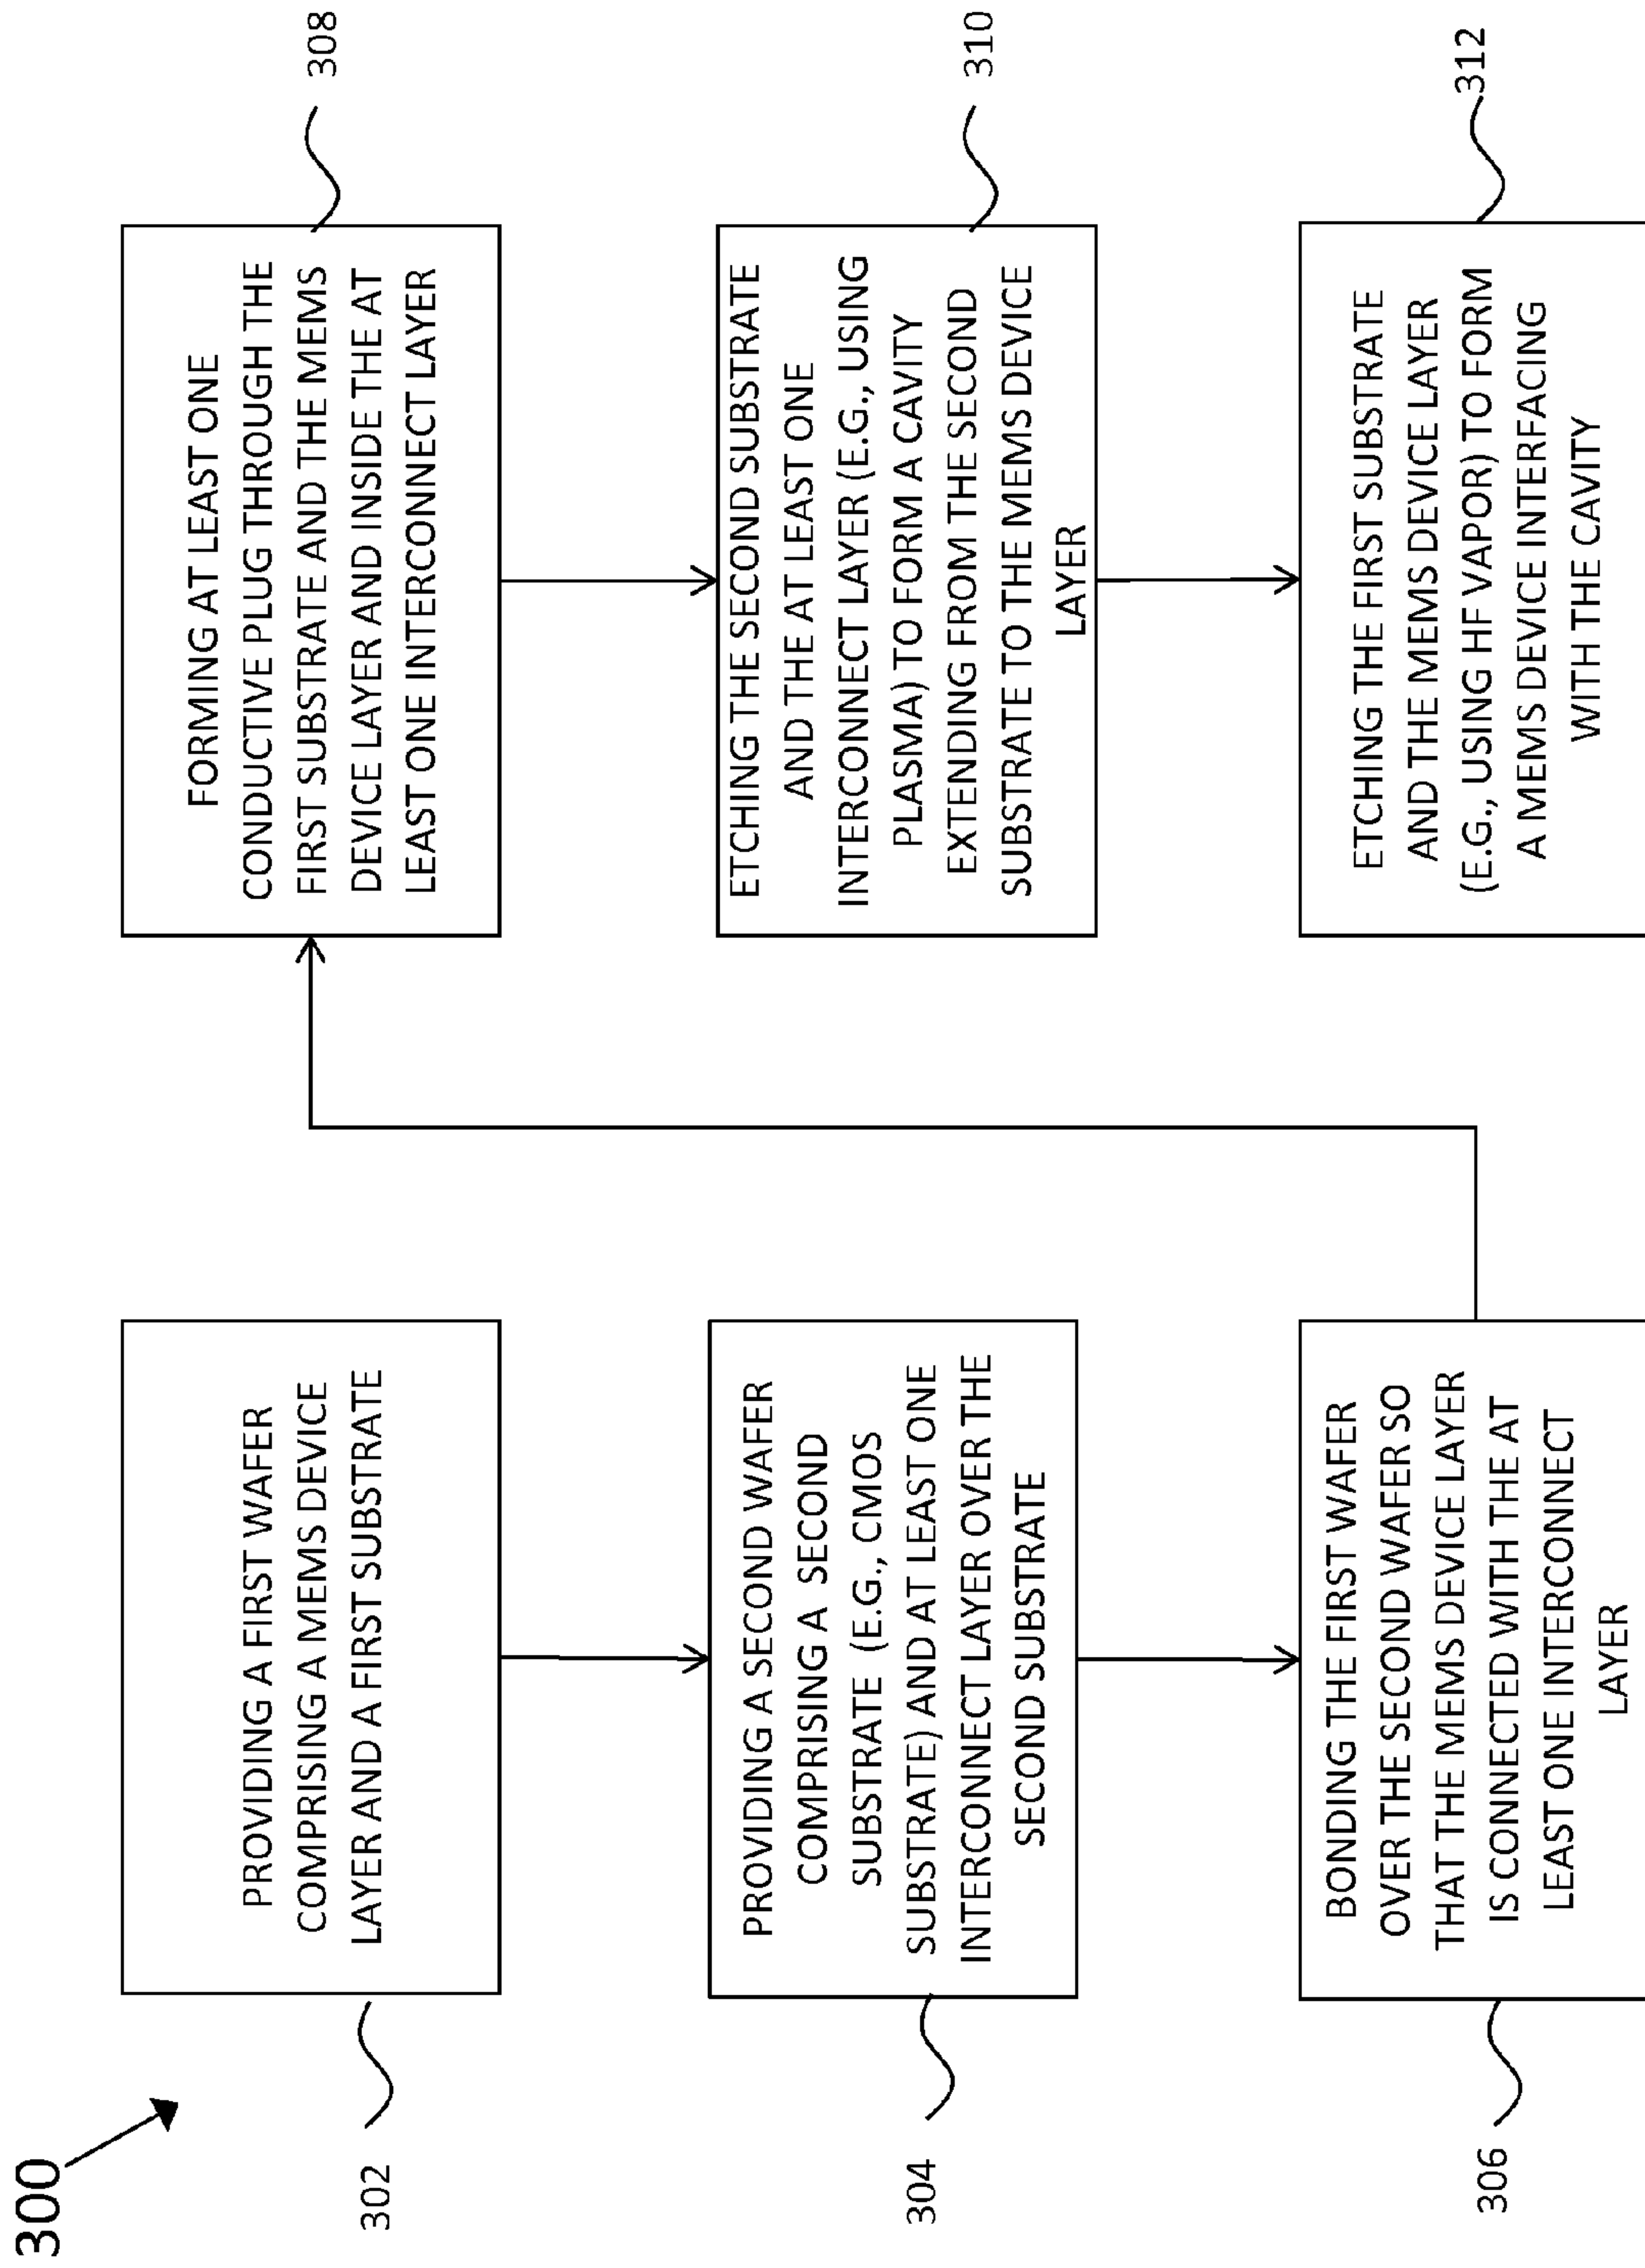 300
302
PROVIDING A FIRST WAFER
COMPRISING A MEMS DEVICE
LAYER AND A FIRST SUBSTRATE
304
PROVIDING A SECOND WAFER
COMPRISING A SECOND
SUBSTRATE (E.G., CMOS
SUBSTRATE) AND AT LEAST ONE
INTERCONNECT LAYER OVER THE
SECOND SUBSTRATE
306
BONDING THE FIRST WAFER
OVER THE SECOND WAFER SO
THAT THE MEMS DEVICE LAYER
IS CONNECTED WITH THE AT
LEAST ONE INTERCONNECT
LAYER
308
FORMING AT LEAST ONE
CONDUCTIVE PLUG THROUGH THE
FIRST SUBSTRATE AND THE MEMS
DEVICE LAYER AND INSIDE THE AT
LEAST ONE INTERCONNECT LAYER
310
ETCHING THE SECOND SUBSTRATE
AND THE AT LEAST ONE
INTERCONNECT LAYER (E.G., USING
PLASMA) TO FORM A CAVITY
EXTENDING FROM THE SECOND
SUBSTRATE TO THE MEMS DEVICE
LAYER
312
ETCHING THE FIRST SUBSTRATE
AND THE MEMS DEVICE LAYER
(E.G., USING HF VAPOR) TO FORM
A MEMS DEVICE INTERFACING
WITH THE CAVITY